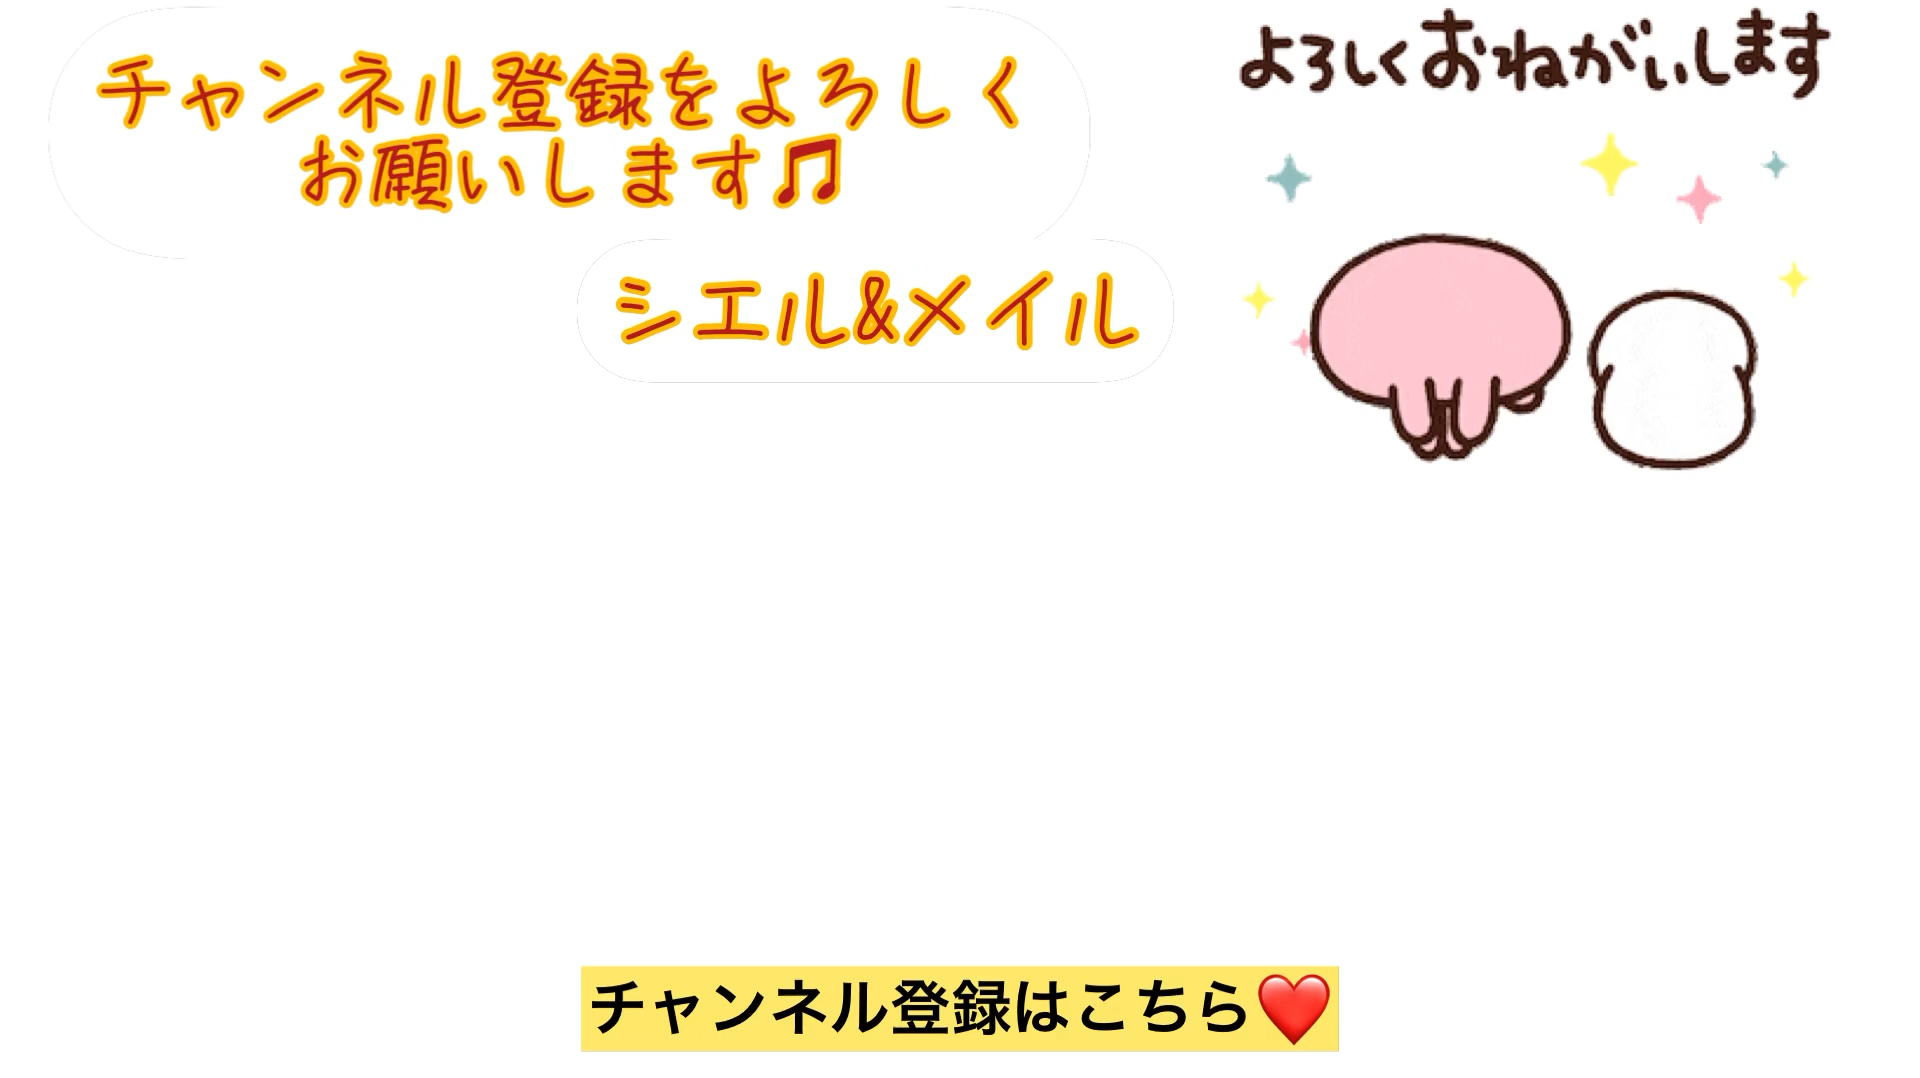 チャンネル登録をよろしく
お願いします♫
シエル&メイル
よろしくおねがいします
チャンネル登録はこちら❤️